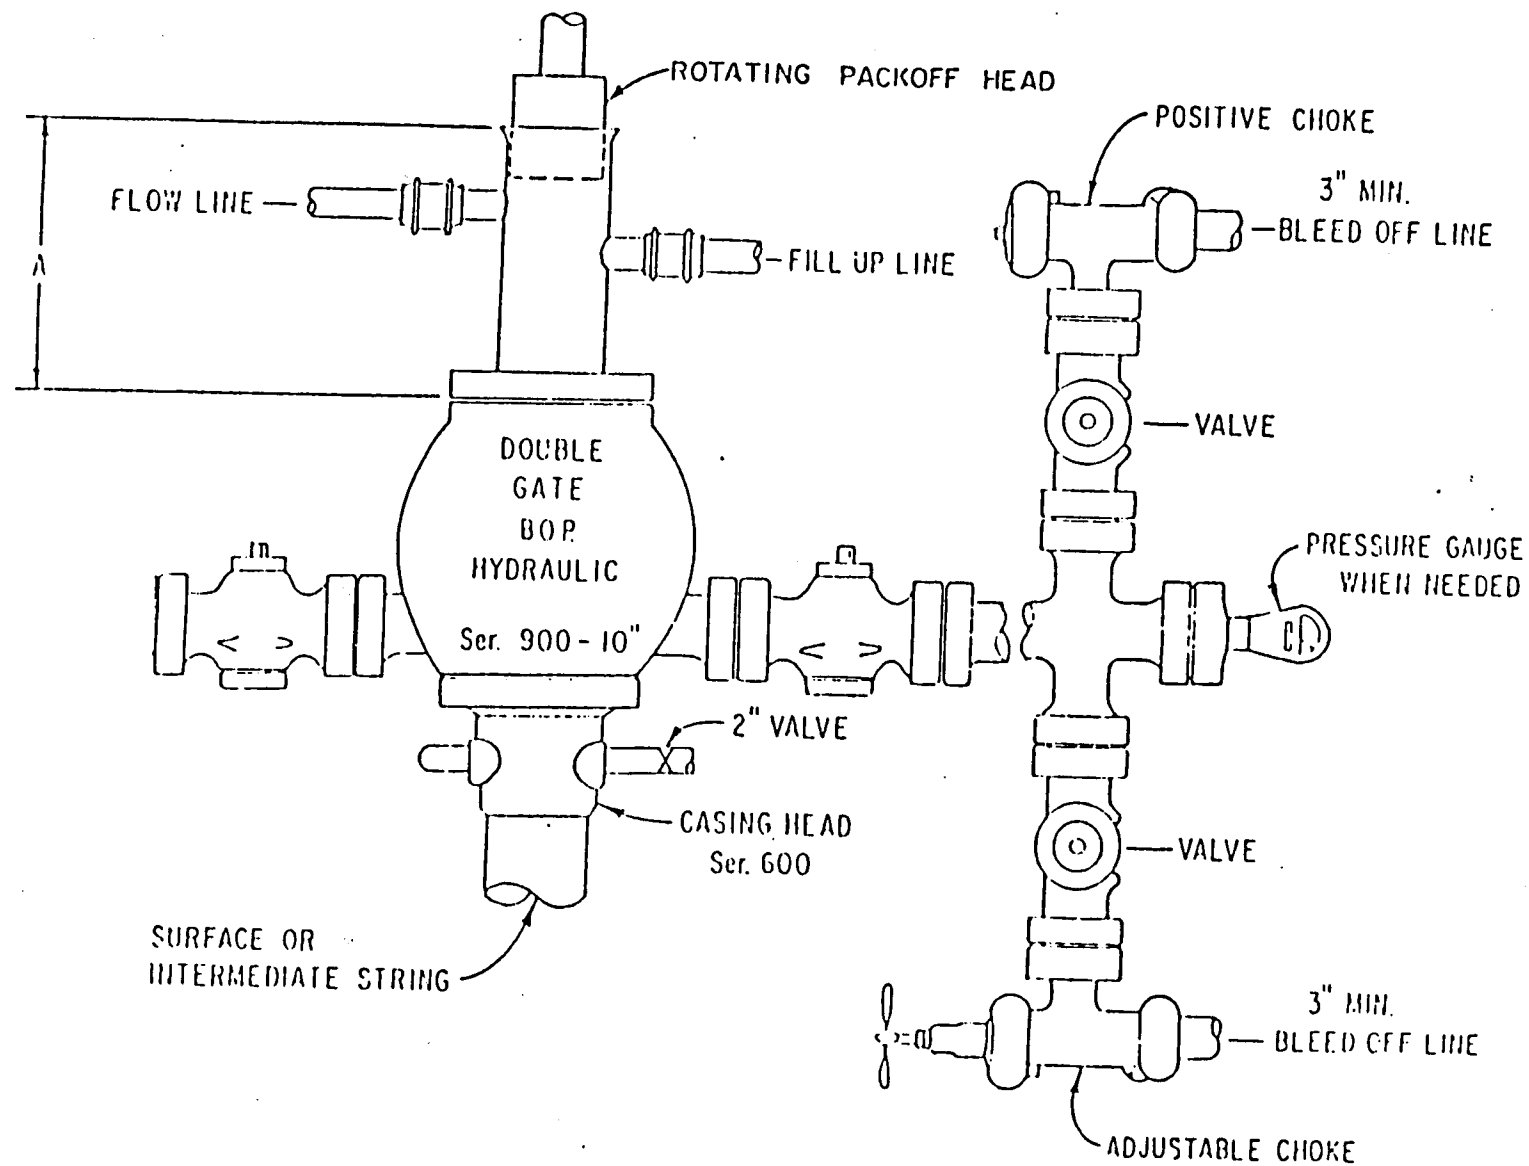 ROTATING PACKOFF HEAD
POSITIVE CHOKE
3" MIN.
BLEED OFF LINE
FLOW LINE
FILL UP LINE
A
DOUBLE
GATE
BOP.
HYDRAULIC
Ser. 900-10"
VALVE
PRESSURE GAUGE
WHEN NEEDED
2" VALVE
CASING HEAD
Ser. 600
VALVE
SURFACE OR
INTERMEDIATE STRING
3" MIN.
BLEED OFF LINE
ADJUSTABLE CHOKE